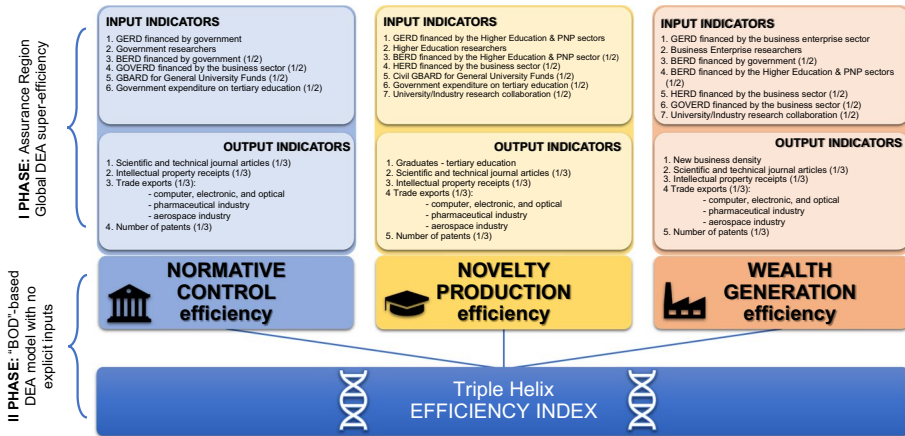 I PHASE: Assurance Region
Global DEA super-efficiency
INPUT INDICATORS
1. GERD financed by government
2. Government researchers
3. BERD financed by government (1/2)
4. GOVERD financed by the business sector (1/2)
5. GBARD for General University Funds (1/2)
6. Government expenditure on tertiary education (1/2)
OUTPUT INDICATORS
1. Scientific and technical journal articles (1/3)
2. Intellectual property receipts (1/3)
3. Trade exports (1/3):
- computer, electronic, and optical
- pharmaceutical industry
- aerospace industry
4. Number of patents (1/3)
INPUT INDICATORS
1. GERD financed by the Higher Education & PNP sectors
2. Higher Education researchers
3. BERD financed by the Higher Education & PNP sector (1/2)
4. HERD financed by the business sector (1/2)
5. Civil GBARD for General University Funds (1/2)
6. Government expenditure on tertiary education (1/2)
7. University/Industry research collaboration (1/2)
OUTPUT INDICATORS
1. Graduates - tertiary education
2. Scientific and technical journal articles (1/3)
3. Intellectual property receipts (1/3)
4 Trade exports (1/3):
- computer, electronic, and optical
- pharmaceutical industry
- aerospace industry
5. Number of patents (1/3)
INPUT INDICATORS
1. GERD financed by the business enterprise sector
2. Business Enterprise researchers
3. BERD financed by government (1/2)
4. BERD financed by the Higher Education & PNP sectors
(1/2)
5. HERD financed by the business sector (1/2)
6. GOVERD financed by the business sector (1/2)
7. University/Industry research collaboration (1/2)
OUTPUT INDICATORS
1. New business density
2. Scientific and technical journal articles (1/3)
3. Intellectual property receipts (1/3)
4 Trade exports (1/3):
- computer, electronic, and optical
- pharmaceutical industry
- aerospace industry
5. Number of patents (1/3)
II PHASE: “BOD”-based
DEA model with no
explicit inputs
NORMATIVE
CONTROL
efficiency
NOVELTY
PRODUCTION
efficiency
WEALTH
GENERATION
efficiency
Triple Helix
EFFICIENCY INDEX